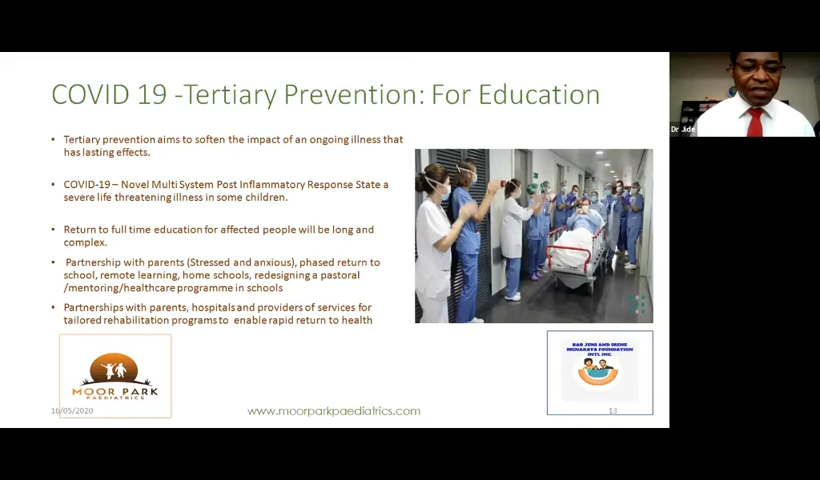 COVID 19 -Tertiary Prevention: For Education
• Tertiary prevention aims to soften the impact of an ongoing illness that
has lasting effects.
• COVID-19 – Novel Multi System Post Inflammatory Response State a
severe life threatening illness in some children.
• Return to full time education for affected people will be long and
complex.
• Partnership with parents (Stressed and anxious), phased return to
school, remote learning, home schools, redesigning a pastoral
/mentoring/healthcare programme in schools
• Partnerships with parents, hospitals and providers of services for
tailored rehabilitation programs to enable rapid return to health
Dr Jide
MOOR PARK
PAEDIATRICS
16/05/2020
www.moorparkpaediatrics.com
INTL INC.
13